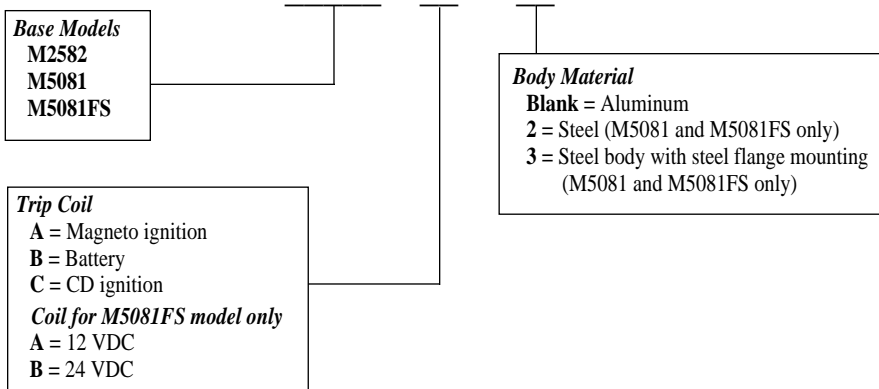 Base Models
M2582
M5081
M5081FS
Body Material
Blank = Aluminum
2 = Steel (M5081 and M5081FS only)
3 = Steel body with steel flange mounting
(M5081 and M5081FS only)
Trip Coil
A = Magneto ignition
B = Battery
C = CD ignition
Coil for M5081FS model only
A = 12 VDC
B = 24 VDC